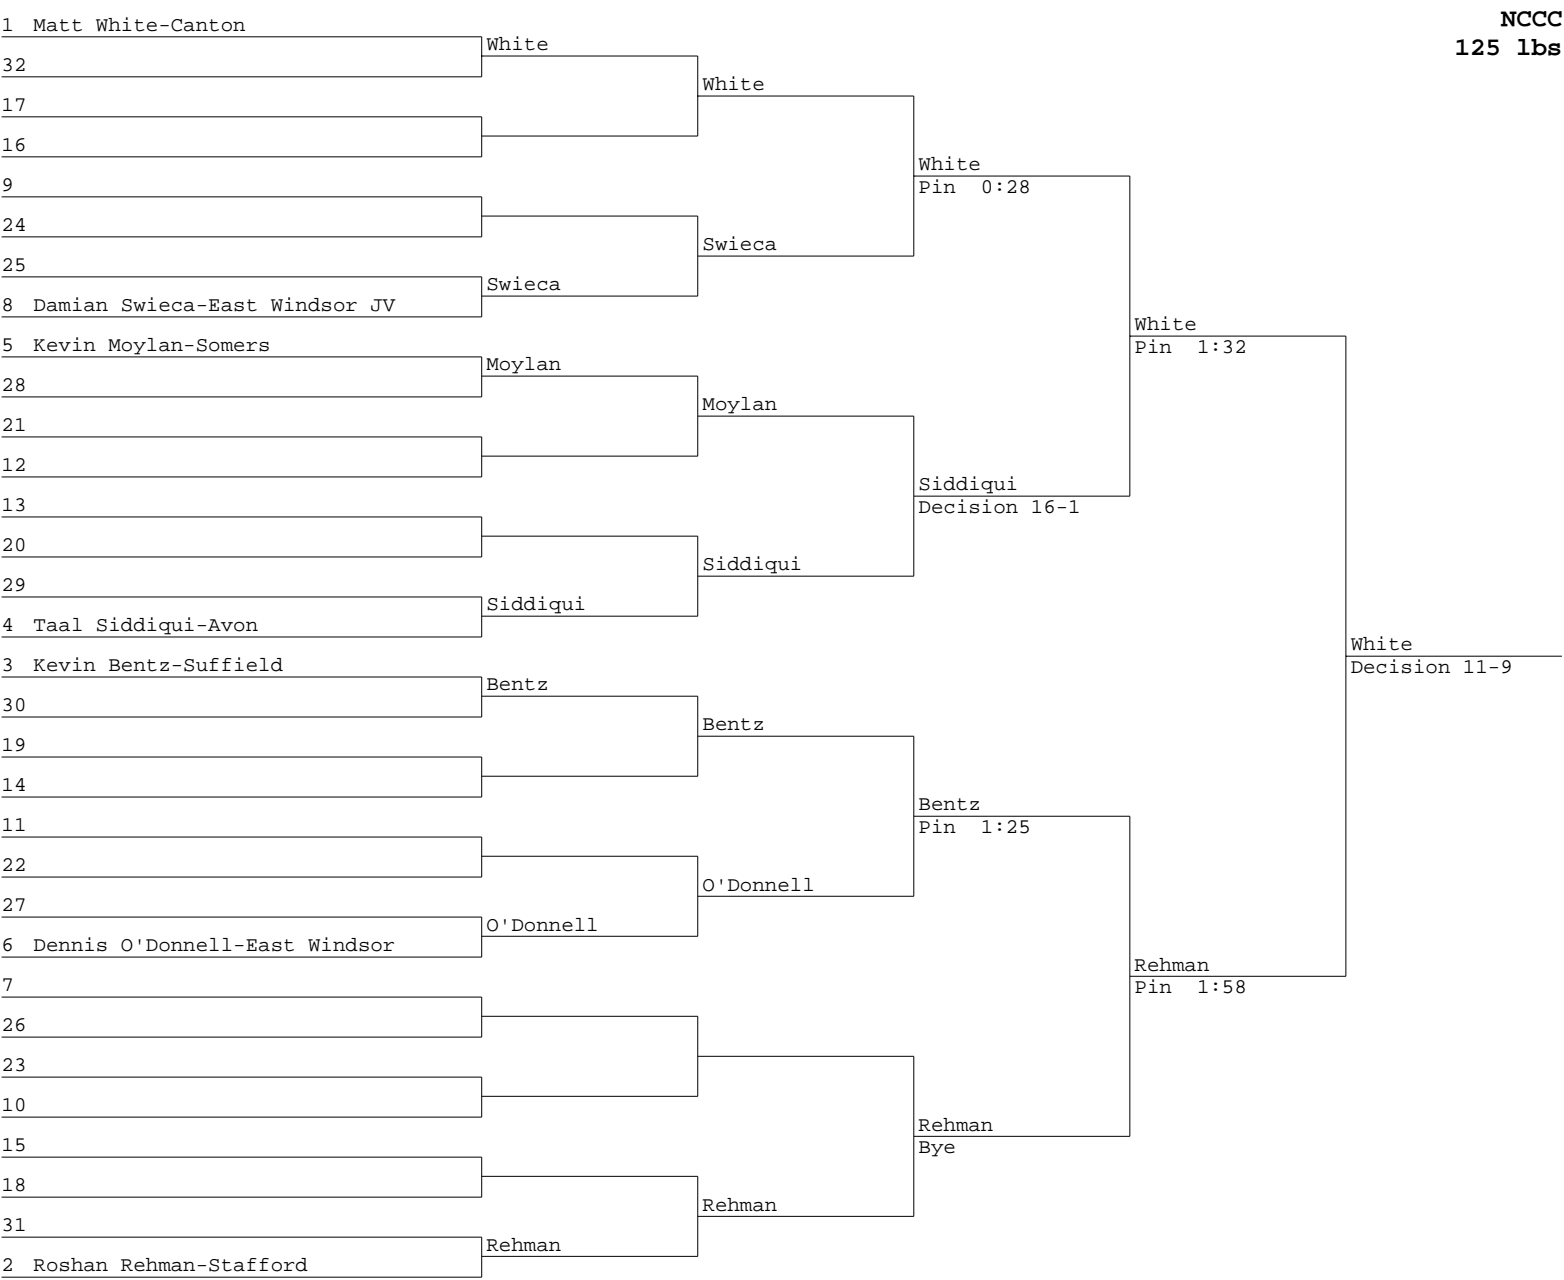 NCCC
125 lbs
1 Matt White-Canton
White
32
White
17
16
White
Pin 0:28
9
24
Swieca
25
Swieca
8 Damian Swieca-East Windsor JV
White
Pin 1:32
5 Kevin Moylan-Somers
Moylan
28
Moylan
21
12
Siddiqui
Decision 16-1
13
20
Siddiqui
29
Siddiqui
4 Taal Siddiqui-Avon
White
Decision 11-9
3 Kevin Bentz-Suffield
Bentz
30
Bentz
19
14
Bentz
Pin 1:25
11
22
O'Donnell
27
O'Donnell
6 Dennis O'Donnell-East Windsor
Rehman
Pin 1:58
7
26
23
10
Rehman
Bye
15
18
Rehman
31
Rehman
2 Roshan Rehman-Stafford